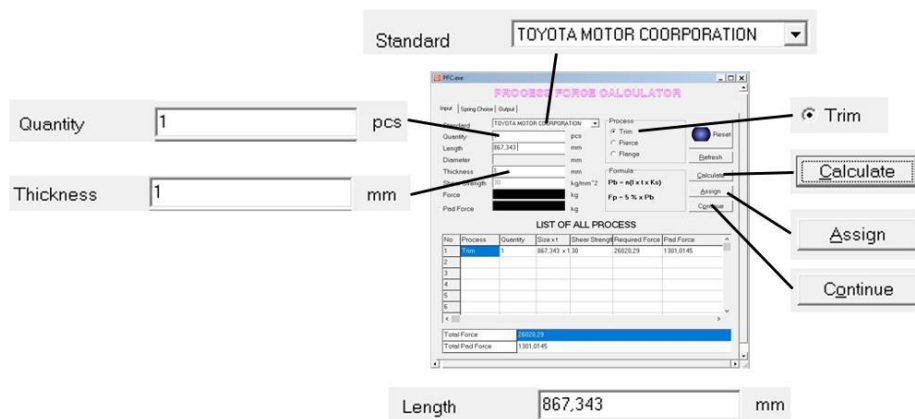 Standard TOYOTA MOTOR COORPORATION
PFC.exe
PROCESS FORCE CALCULATOR
Input Spring Choice Output
Standard TOYOTA MOTOR COORPORATION
Quantity pcs
Length 867,343 mm
Diameter mm
Thickness 1 mm
Shear Strength 30 kg/mm^2
Force kg
Pad Force kg
Process
Trim
Pierce
Flange
Formula
Pb = n(l x t x Ks)
Fp = 5 % x Pb
Reset
Refresh
Calculate
Assign
Continue
Quantity 1 pcs
Thickness 1 mm
Trim
Calculate
Assign
Continue
LIST OF ALL PROCESS
No Process Quantity Size x t Shear Strengt Required Force Pad Force
1 Trim 1 867,343 x 1 30 26020,29 1301,0145
2
3
4
5
6
Total Force 26020,29
Total Pad Force 1301,0145
Length 867,343 mm